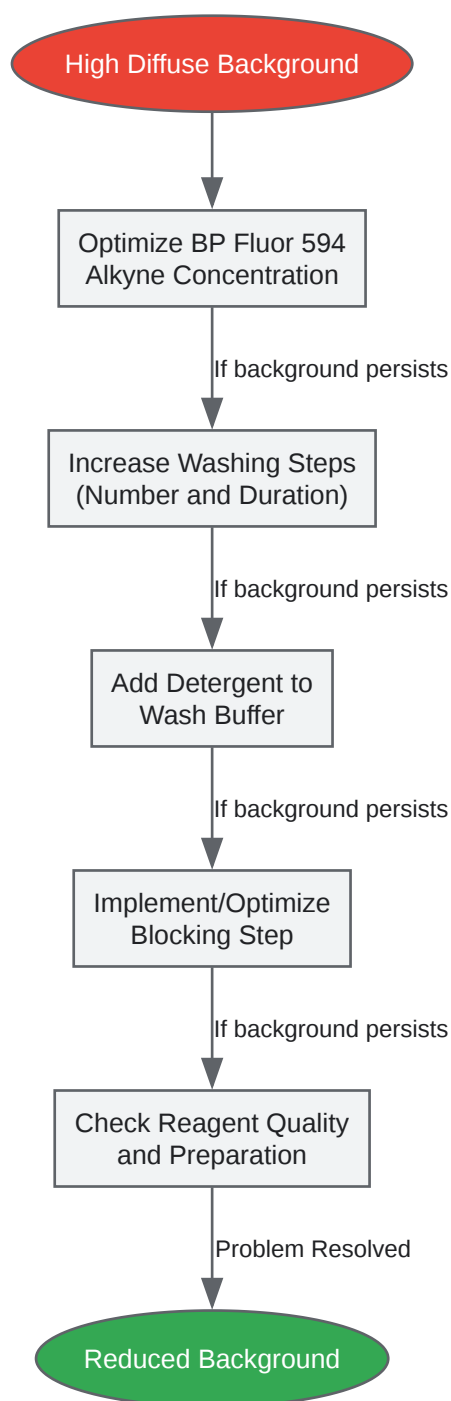 High Diffuse Background
Optimize BP Fluor 594
Alkyne Concentration
If background persists
Increase Washing Steps
(Number and Duration)
If background persists
Add Detergent to
Wash Buffer
If background persists
Implement/Optimize
Blocking Step
If background persists
Check Reagent Quality
and Preparation
Problem Resolved
Reduced Background